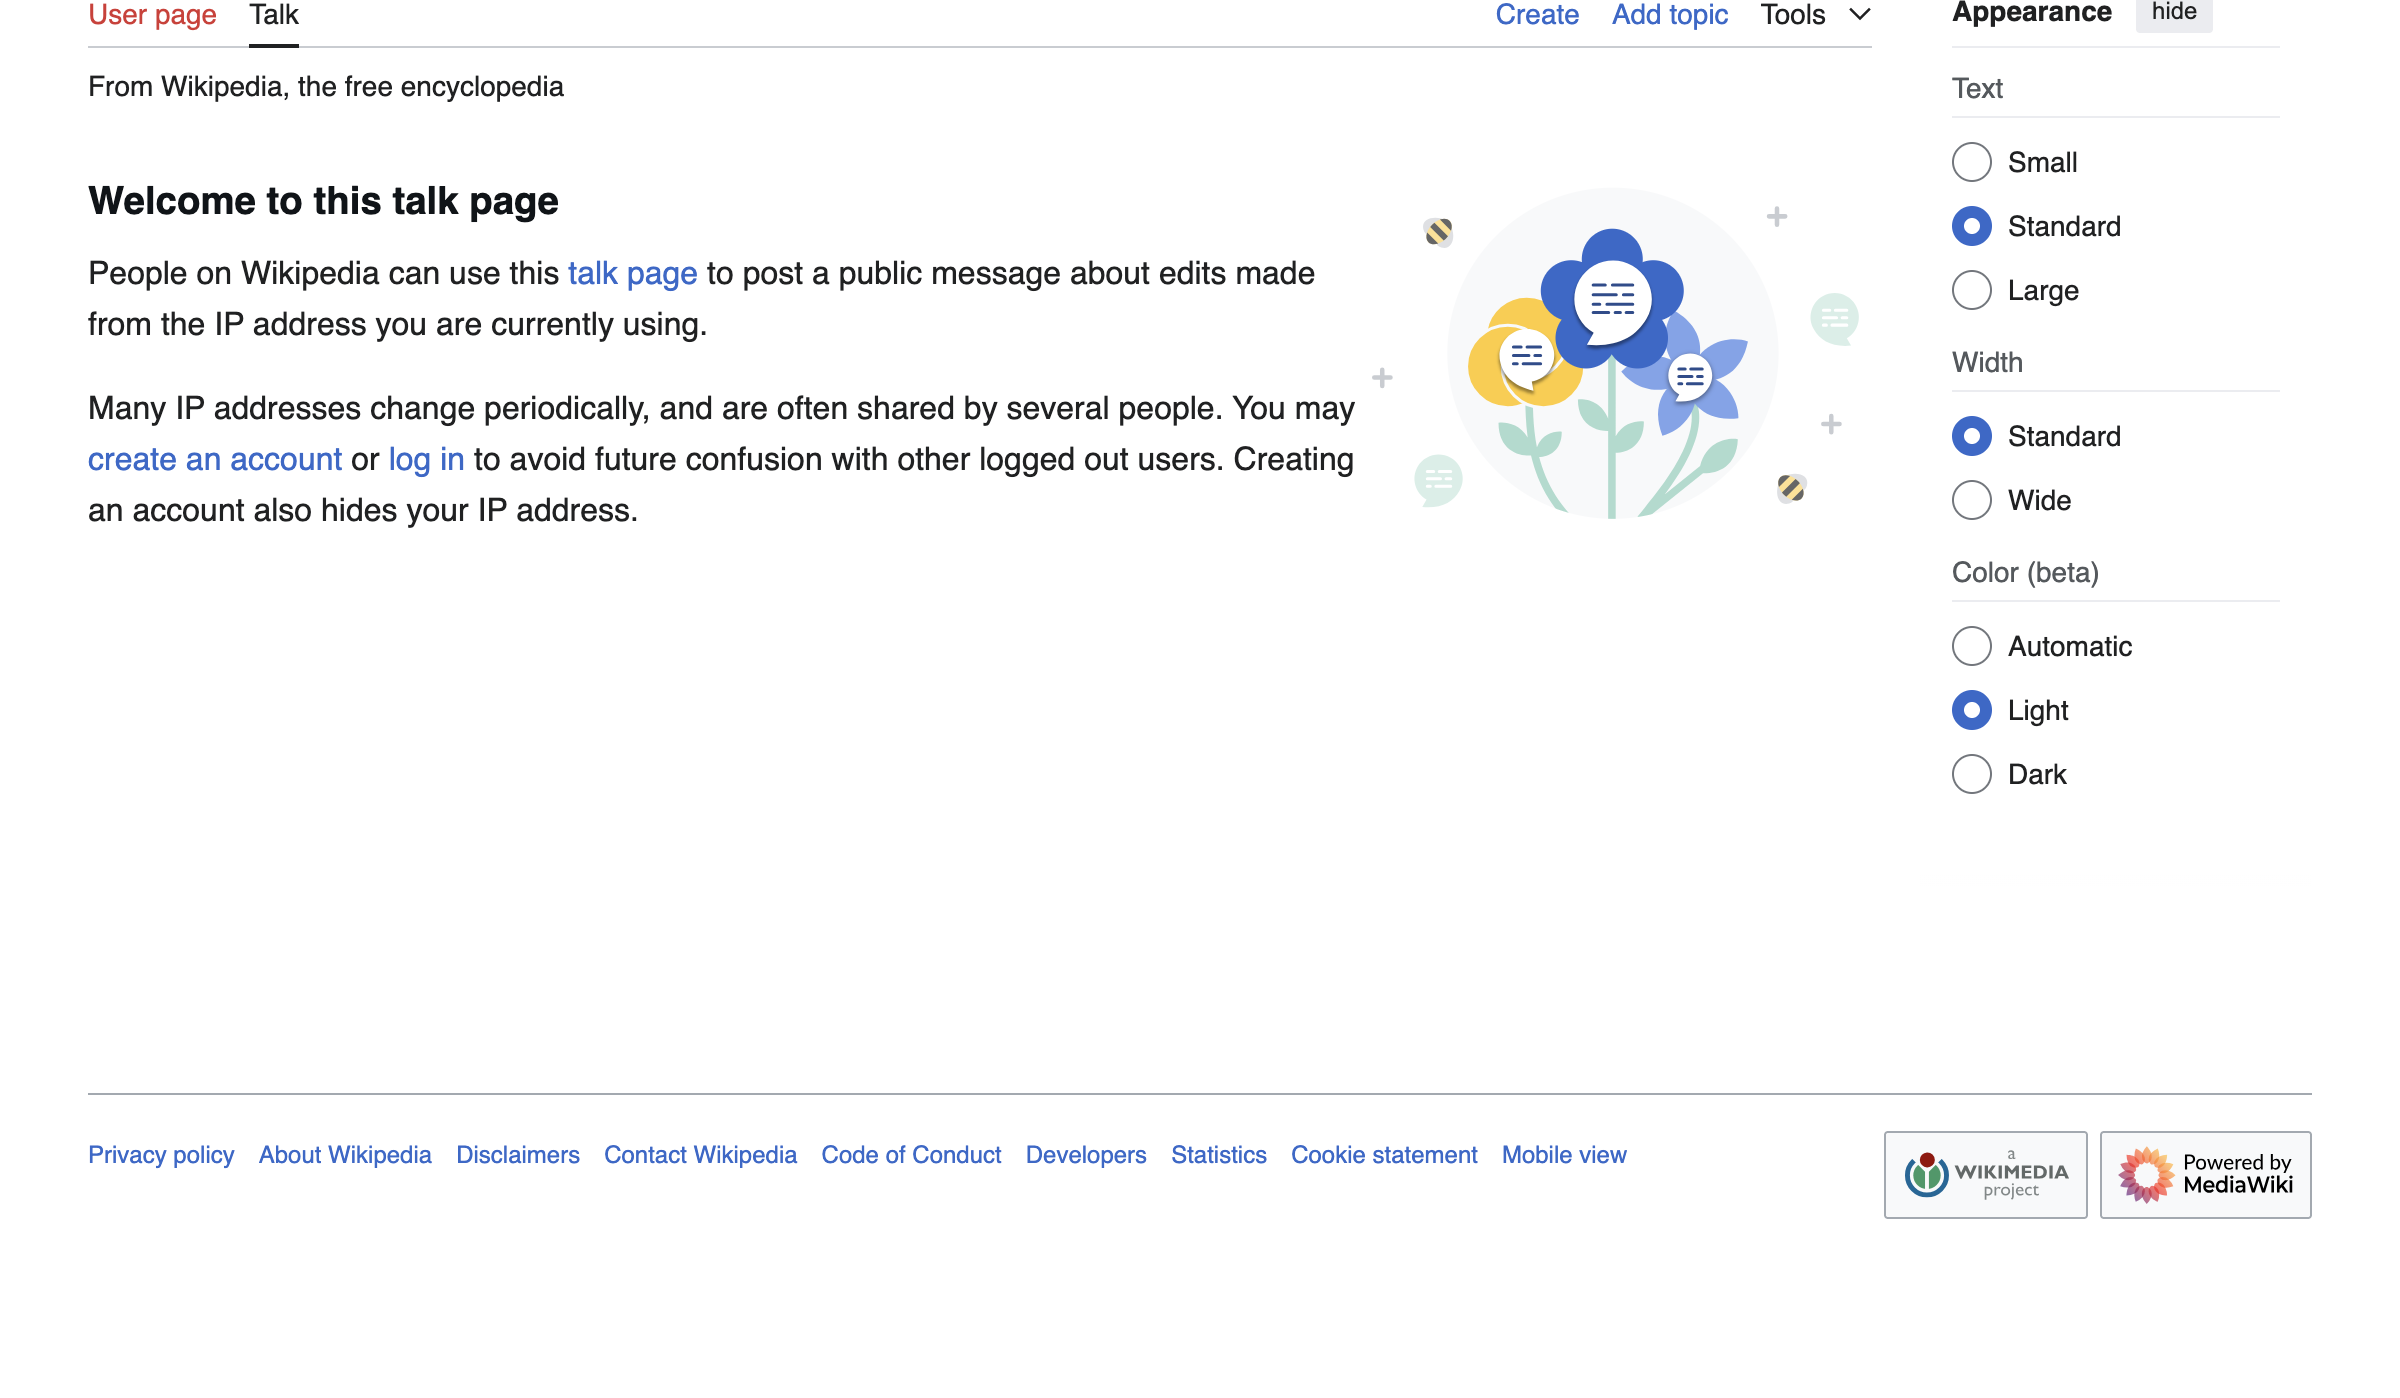 User page Talk Create Add topic Tools
Appearance hide
From Wikipedia, the free encyclopedia
Welcome to this talk page
People on Wikipedia can use this talk page to post a public message about edits made
from the IP address you are currently using.
Many IP addresses change periodically, and are often shared by several people. You may
create an account or log in to avoid future confusion with other logged out users. Creating
an account also hides your IP address.
Text
Small
Standard
Large
Width
Standard
Wide
Color (beta)
Automatic
Light
Dark
Privacy policy About Wikipedia Disclaimers Contact Wikipedia Code of Conduct Developers Statistics Cookie statement Mobile view
a
WIKIMEDIA
project
Powered by
MediaWiki